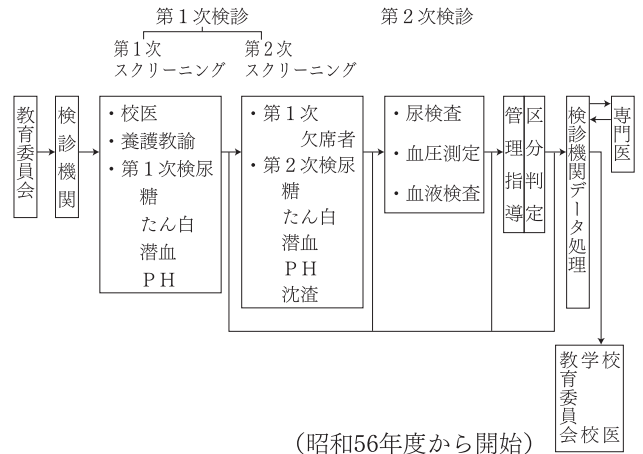 第１次検診
第２次検診
第１次
スクリーニング
第２次
スクリーニング
教育委員会
検診機関
・校医
・養護教諭
・第１次検尿
糖
たん白
潜血
ＰＨ
・第１次
欠席者
・第２次検尿
糖
たん白
潜血
ＰＨ
沈渣
・尿検査
・血圧測定
・血液検査
管理指導
区分判定
検診機関データ処理
専門医
教育委員会
学校
校医
（昭和56年度から開始）